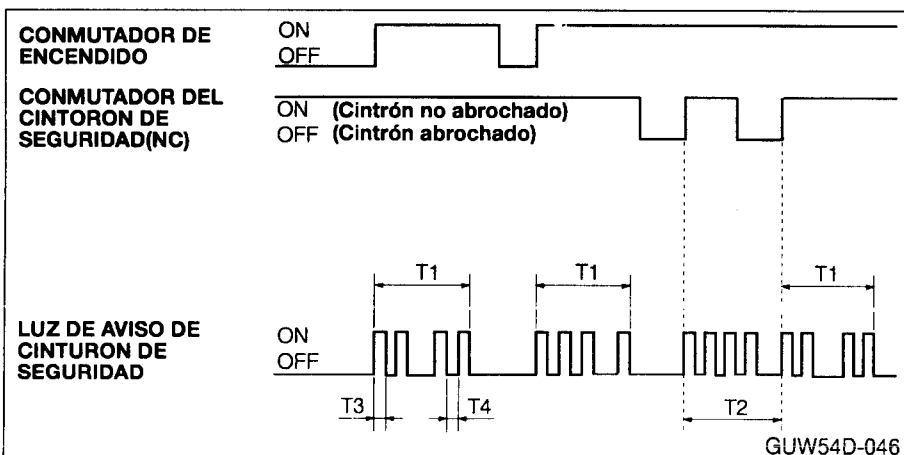 CONMUTADOR DE
ENCENDIDO
ON
OFF
CONMUTADOR DEL
CINTORON DE
SEGURIDAD(NC)
ON (Cintrón no abrochado)
OFF (Cintrón abrochado)
T1
T1
T1
LUZ DE AVISO DE
CINTURON DE
SEGURIDAD
ON
OFF
T3
T4
T2
GUW54D-046